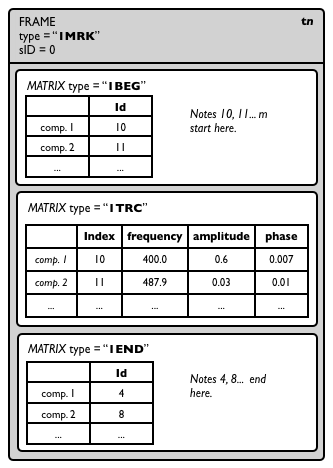 FRAME tn
type = "1MRK"
sID = 0
MATRIX type = "1BEG"
Id
comp. 1 10
comp. 2 11
... ...
Notes 10, 11... m
start here.
MATRIX type = "1TRC"
Index frequency amplitude phase
comp. 1 10 400.0 0.6 0.007
comp. 2 11 487.9 0.03 0.01
... ... ... ... ...
MATRIX type = "1END"
Id
comp. 1 4
comp. 2 8
... ...
Notes 4, 8... end
here.